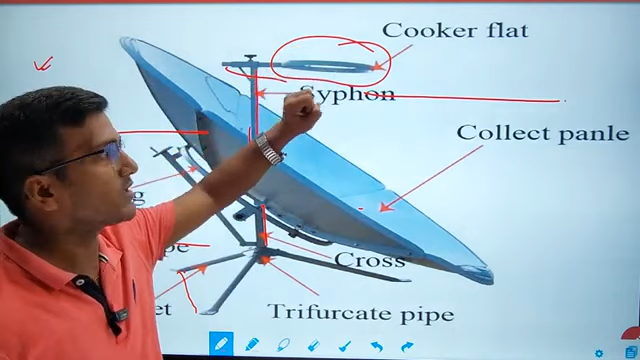 Cooker flat
Syphon
Collect panle
Cross
Trifurcate pipe